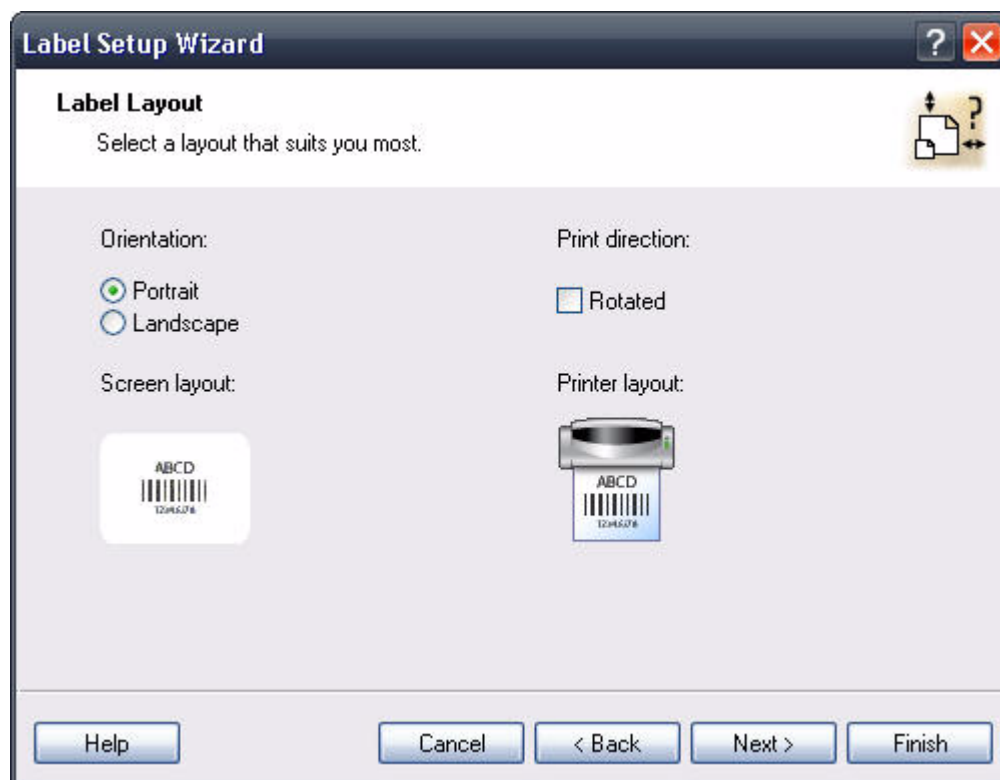 Label Setup Wizard
?
Label Layout
?
Select a layout that suits you most.
Orientation:
Print direction:
Portrait
Rotated
Landscape
Screen layout:
Printer layout:
ABCD
ABCD
Help
Cancel
< Back
Next >
Finish